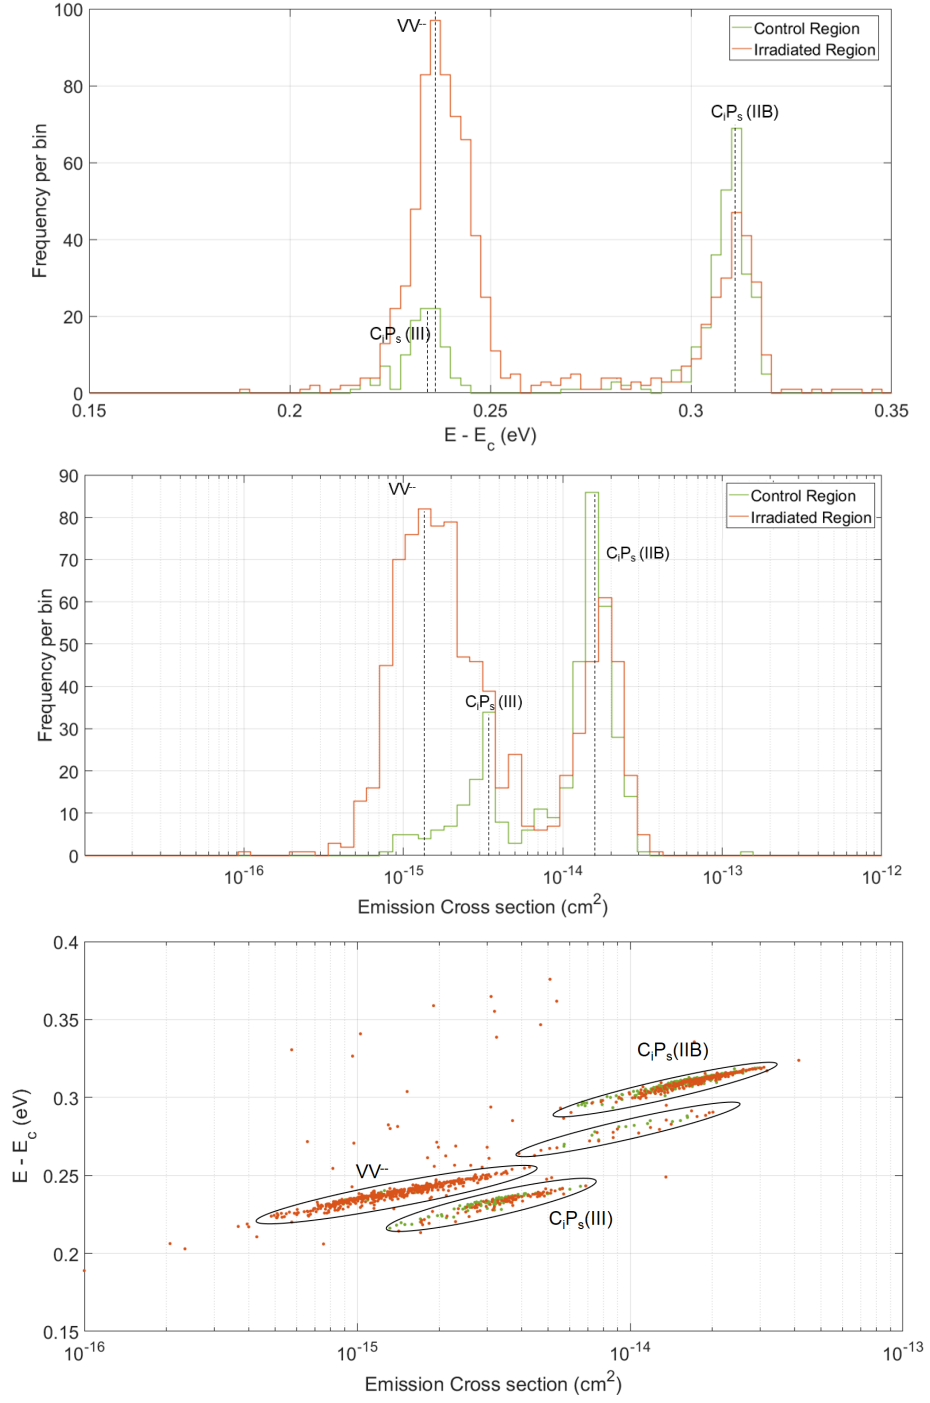 100
80
60
40
20
0
Frequency per bin
VV--
CiPs (III)
CiPs (IIB)
Control Region
Irradiated Region
0.15 0.2 0.25 0.3 0.35
E - Ec (eV)
90
80
70
60
50
40
30
20
10
0
Frequency per bin
VV--
CiPs (III)
CiPs (IIB)
Control Region
Irradiated Region
10-16 10-15 10-14 10-13 10-12
Emission Cross section (cm2)
0.4
0.35
0.3
0.25
0.2
0.15
E - Ec (eV)
CiPs(IIB)
VV--
CiPs(III)
10-16 10-15 10-14 10-13
Emission Cross section (cm2)